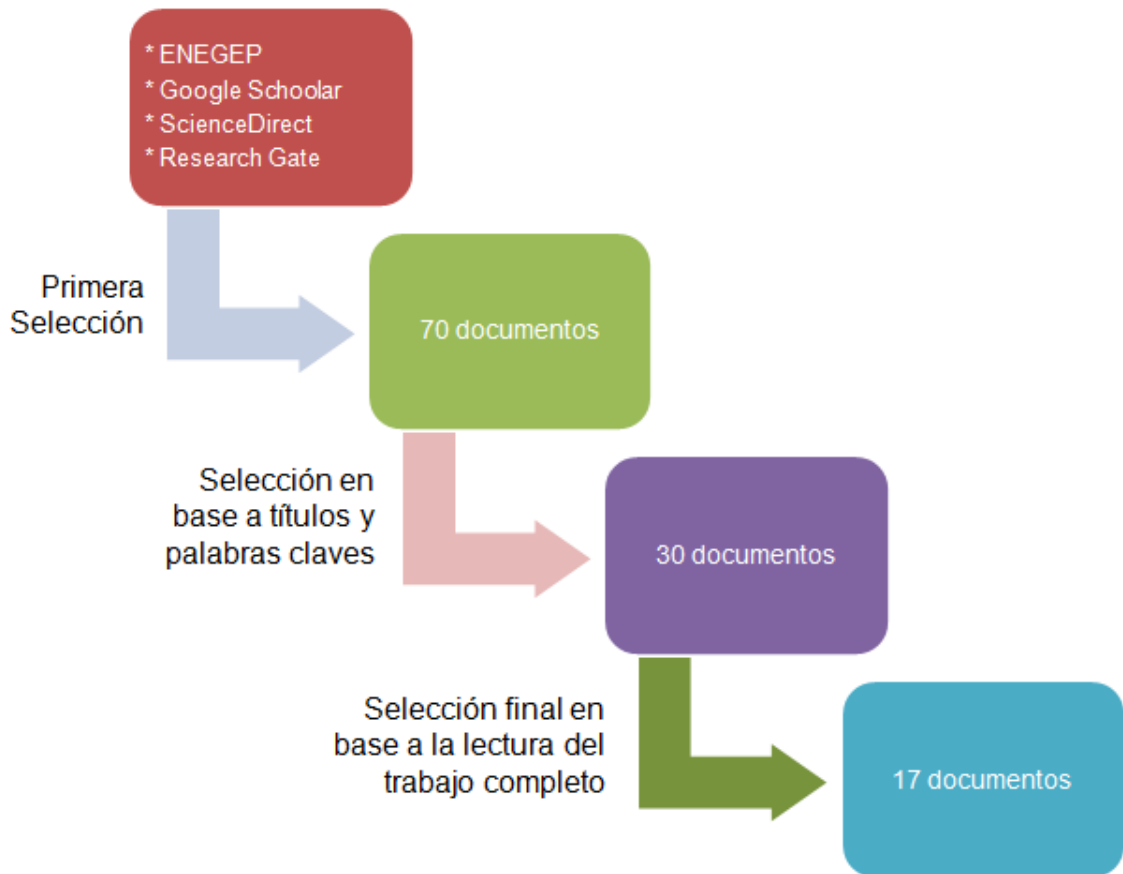 * ENEGEP
* Google Schoolar
* ScienceDirect
* Research Gate
Primera
Selección
70 documentos
Selección en
base a títulos y
palabras claves
30 documentos
Selección final en
base a la lectura del
trabajo completo
17 documentos